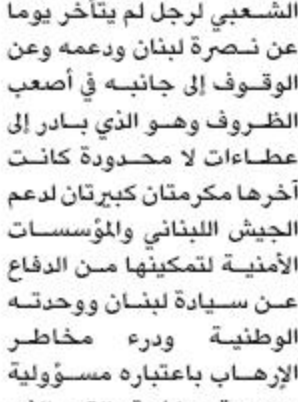 الشعبي لرجل لم يتأخر يوما
عن نصرة لبنان ودعمه وعن
الوقوف إلى جانبه في أصعب
الظروف وهو الذي بادر إلى
عطاءات لا محدودة كانت
آخرها مكرمتان كبيرتان لدعم
الجيش اللبناني والمؤسسات
الأمنية لتمكينها من الدفاع
عن سيادة لبنان ووحدته
الوطنية ودرء مخاطر
الإرهاب باعتباره مسؤولية